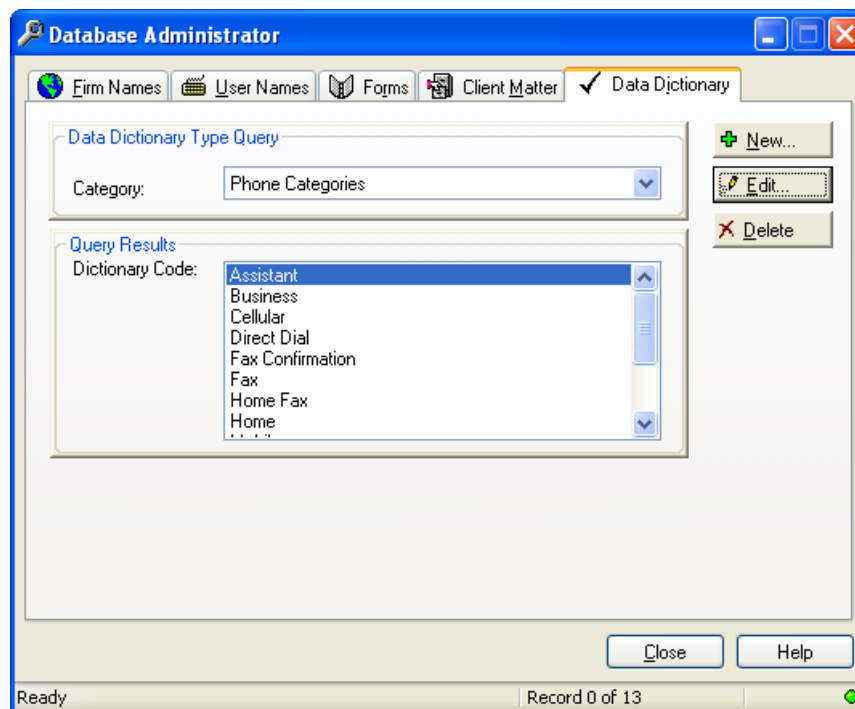 Database Administrator
Firm Names User Names Forms Client Matter Data Dictionary
Data Dictionary Type Query
Category: Phone Categories
New...
Edit...
Delete
Query Results
Dictionary Code:
Assistant
Business
Cellular
Direct Dial
Fax Confirmation
Fax
Home Fax
Home
Close Help
Ready Record 0 of 13